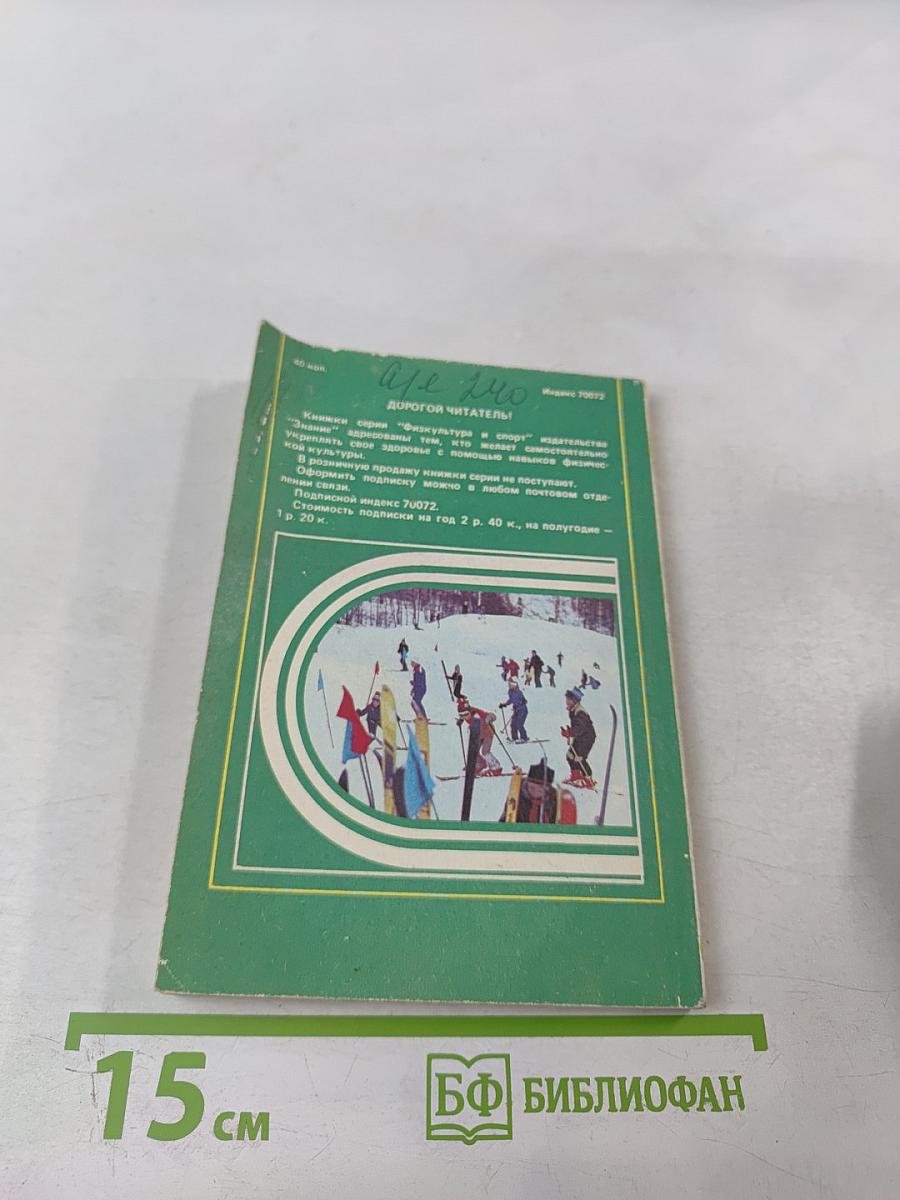 40 коп.
Индекс 70072
ДОРОГОЙ ЧИТАТЕЛЬ!
Книжки серии "Физкультура и спорт" издательства
"Знание" адресованы тем, кто желает самостоятельно
укреплять свое здоровье с помощью навыков физичес-
кой культуры.
В розничную продажу книжки серии не поступают.
Оформить подписку можно в любом почтовом отде-
лении связи.
Подписной индекс 70072.
Стоимость подписки на год 2 р. 40 к., на полугодие —
1 р. 20 к.
15 см
БФ БИБЛИОФАН